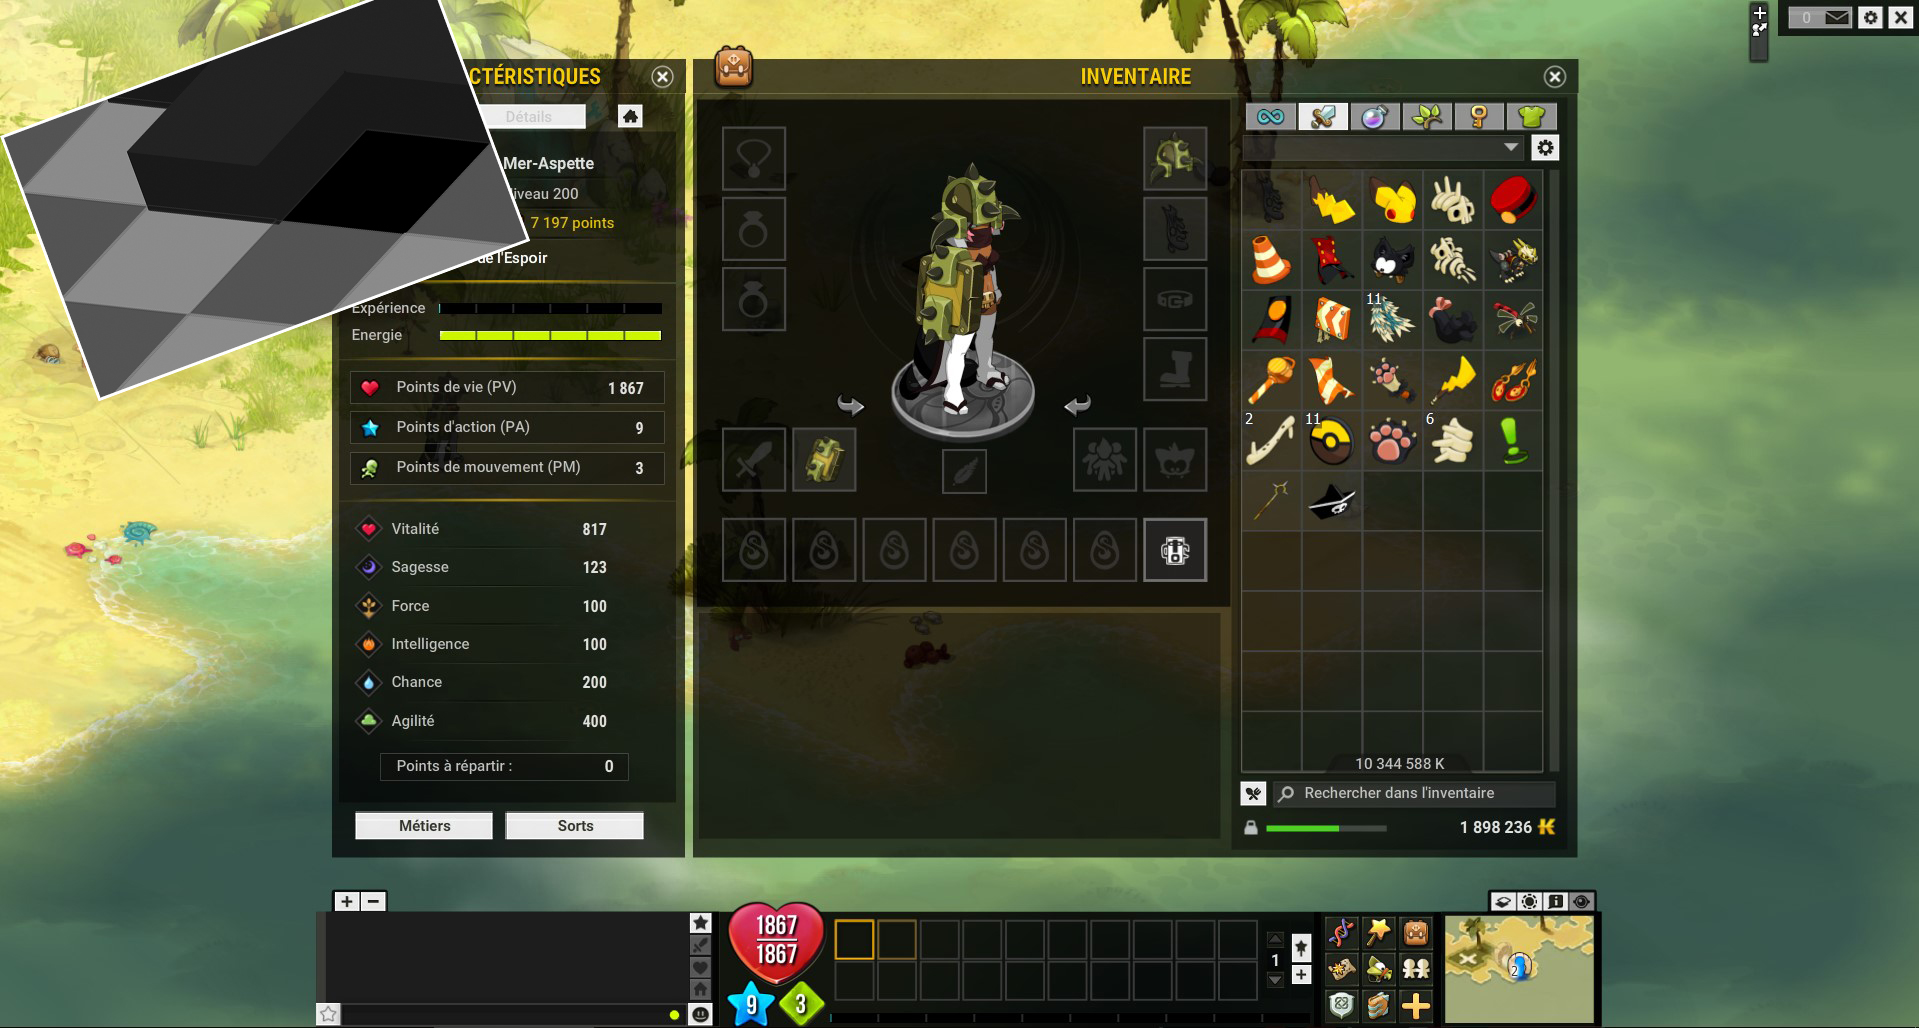 CTÉRISTIQUES
Détails
Mer-Aspette
iveau 200
7 197 points
de l'Espoir
Expérience
Energie
Points de vie (PV) 1 867
Points d'action (PA) 9
Points de mouvement (PM) 3
Vitalité 817
Sagesse 123
Force 100
Intelligence 100
Chance 200
Agilité 400
Points à répartir : 0
Métiers Sorts
INVENTAIRE
11
2 11 6
10 344 588 K
Rechercher dans l'inventaire
1 898 236
0
1867
1867
9 3
1
2